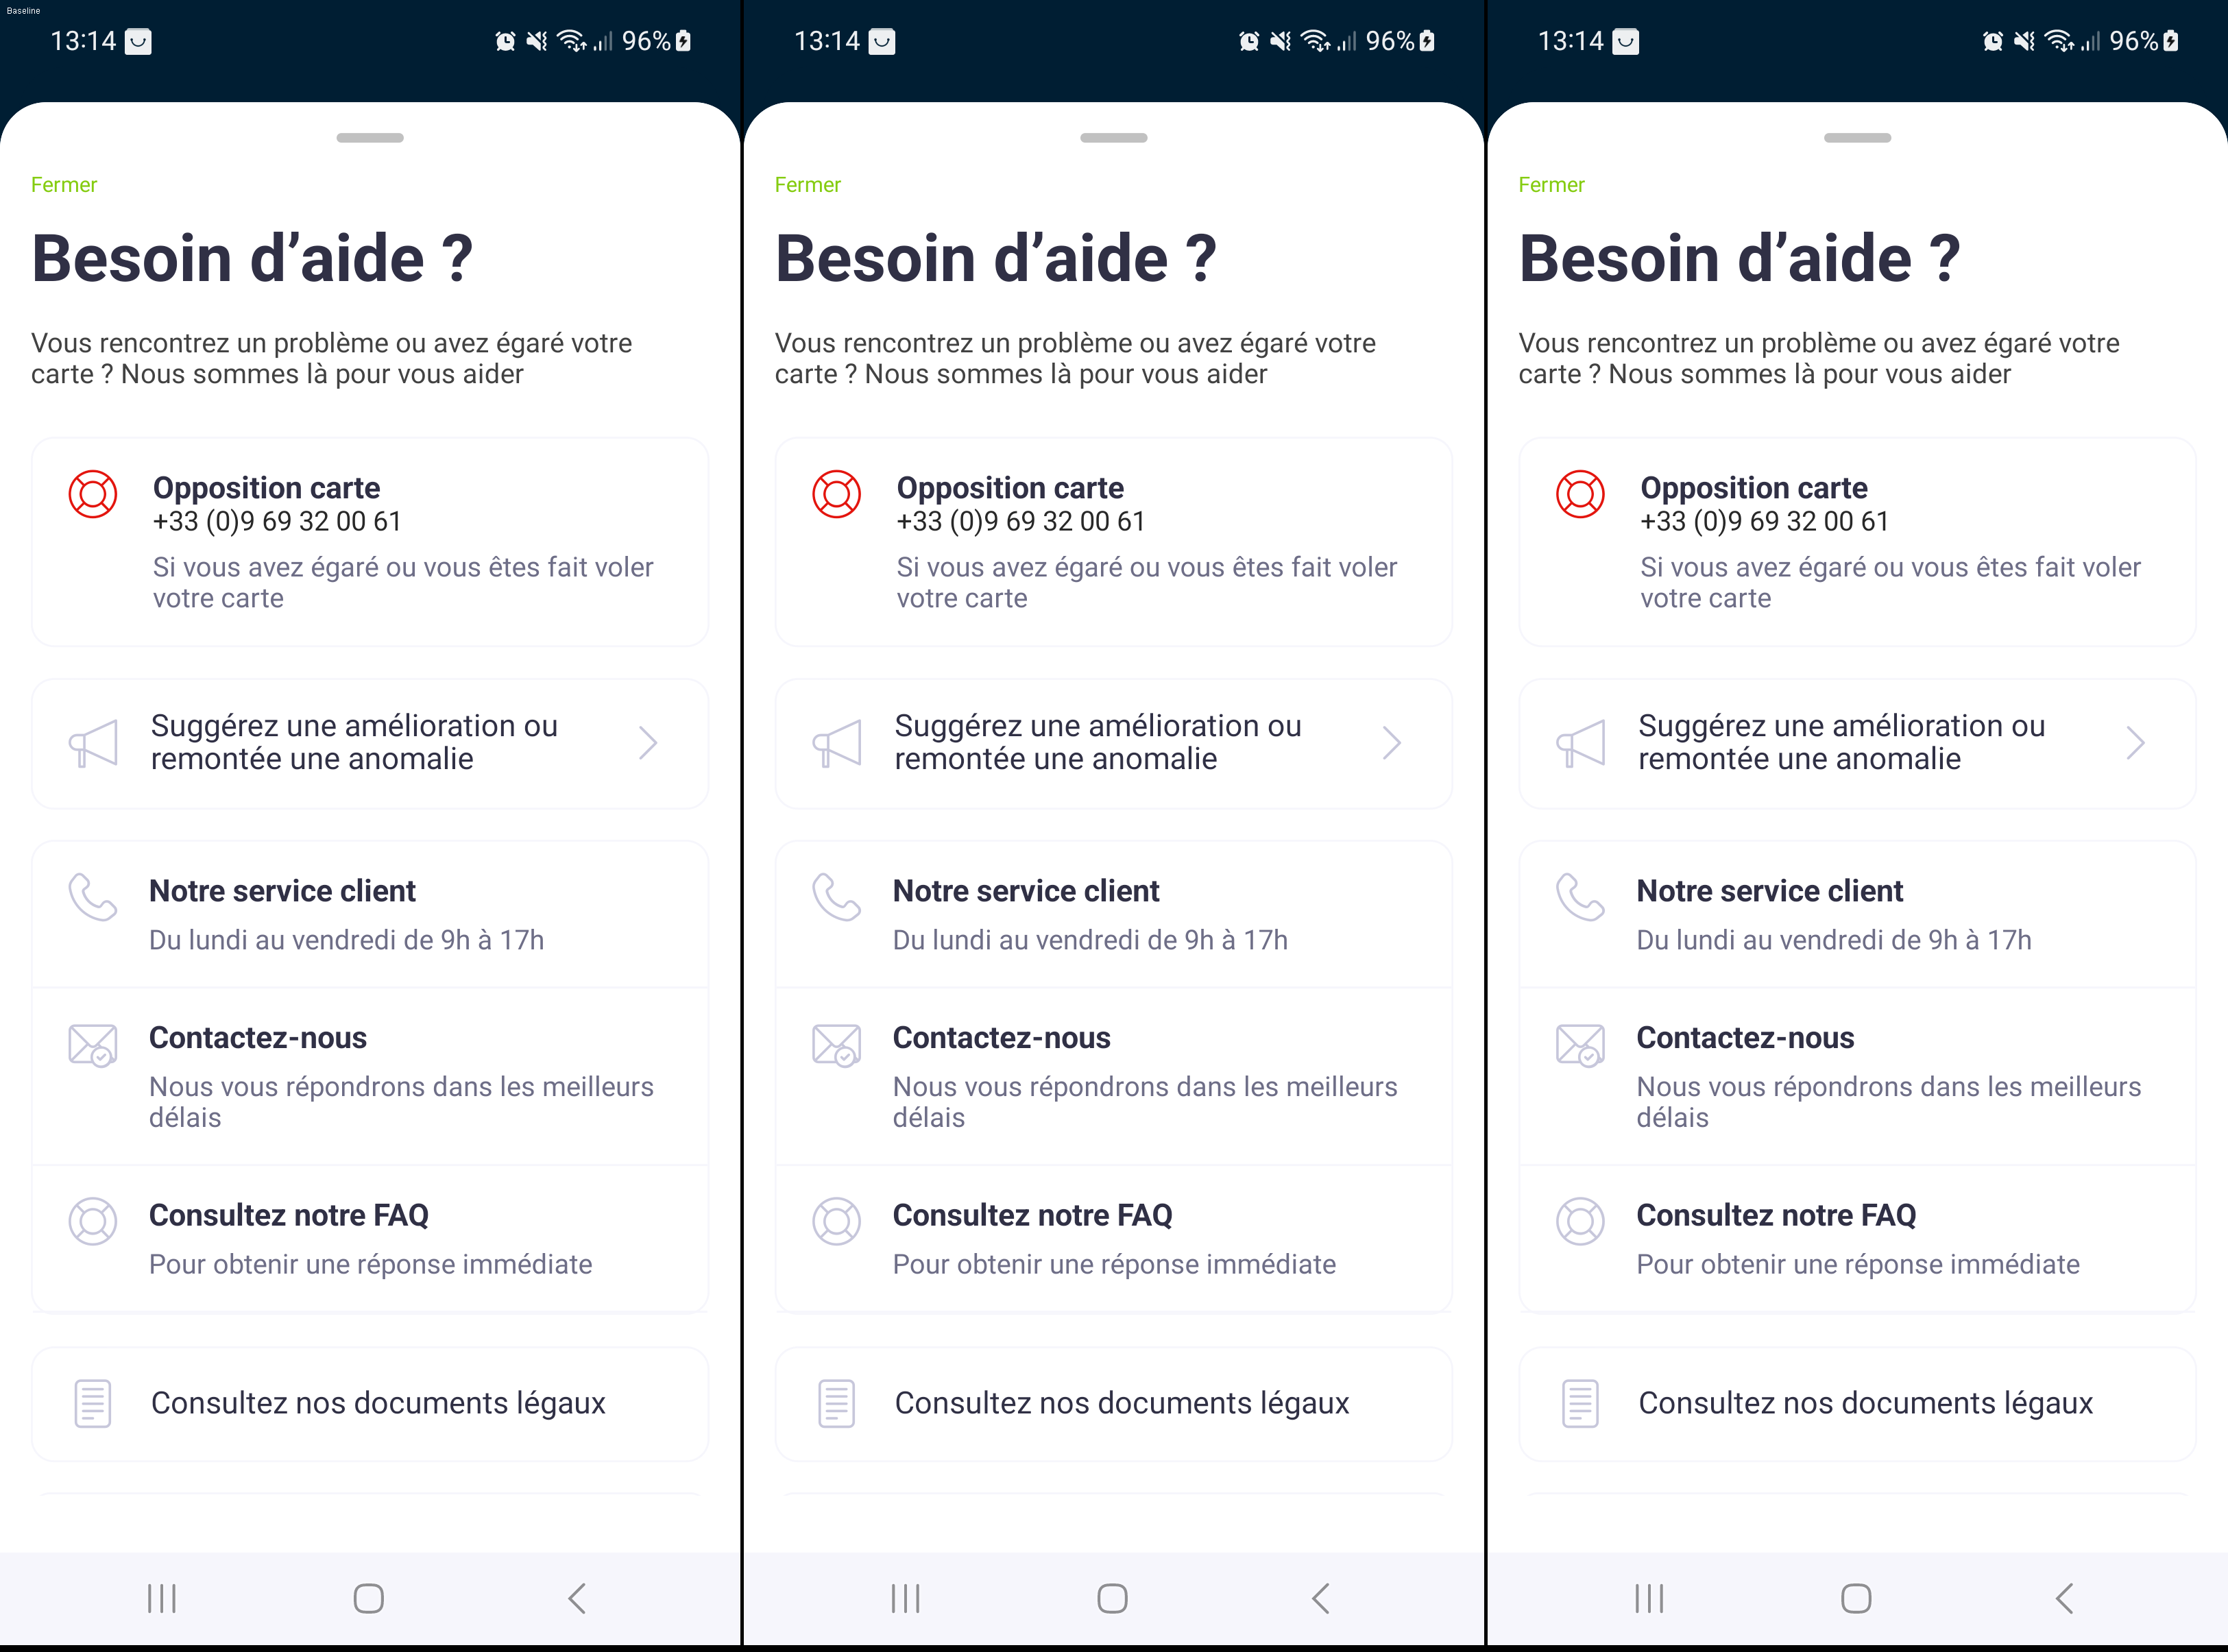 Baseline
13:14
96%
Fermer
Besoin d’aide ?
Vous rencontrez un problème ou avez égaré votre
carte ? Nous sommes là pour vous aider
Opposition carte
+33 (0)9 69 32 00 61
Si vous avez égaré ou vous êtes fait voler
votre carte
Suggérez une amélioration ou
remontée une anomalie
Notre service client
Du lundi au vendredi de 9h à 17h
Contactez-nous
Nous vous répondrons dans les meilleurs
délais
Consultez notre FAQ
Pour obtenir une réponse immédiate
Consultez nos documents légaux
13:14
96%
Fermer
Besoin d’aide ?
Vous rencontrez un problème ou avez égaré votre
carte ? Nous sommes là pour vous aider
Opposition carte
+33 (0)9 69 32 00 61
Si vous avez égaré ou vous êtes fait voler
votre carte
Suggérez une amélioration ou
remontée une anomalie
Notre service client
Du lundi au vendredi de 9h à 17h
Contactez-nous
Nous vous répondrons dans les meilleurs
délais
Consultez notre FAQ
Pour obtenir une réponse immédiate
Consultez nos documents légaux
13:14
96%
Fermer
Besoin d’aide ?
Vous rencontrez un problème ou avez égaré votre
carte ? Nous sommes là pour vous aider
Opposition carte
+33 (0)9 69 32 00 61
Si vous avez égaré ou vous êtes fait voler
votre carte
Suggérez une amélioration ou
remontée une anomalie
Notre service client
Du lundi au vendredi de 9h à 17h
Contactez-nous
Nous vous répondrons dans les meilleurs
délais
Consultez notre FAQ
Pour obtenir une réponse immédiate
Consultez nos documents légaux